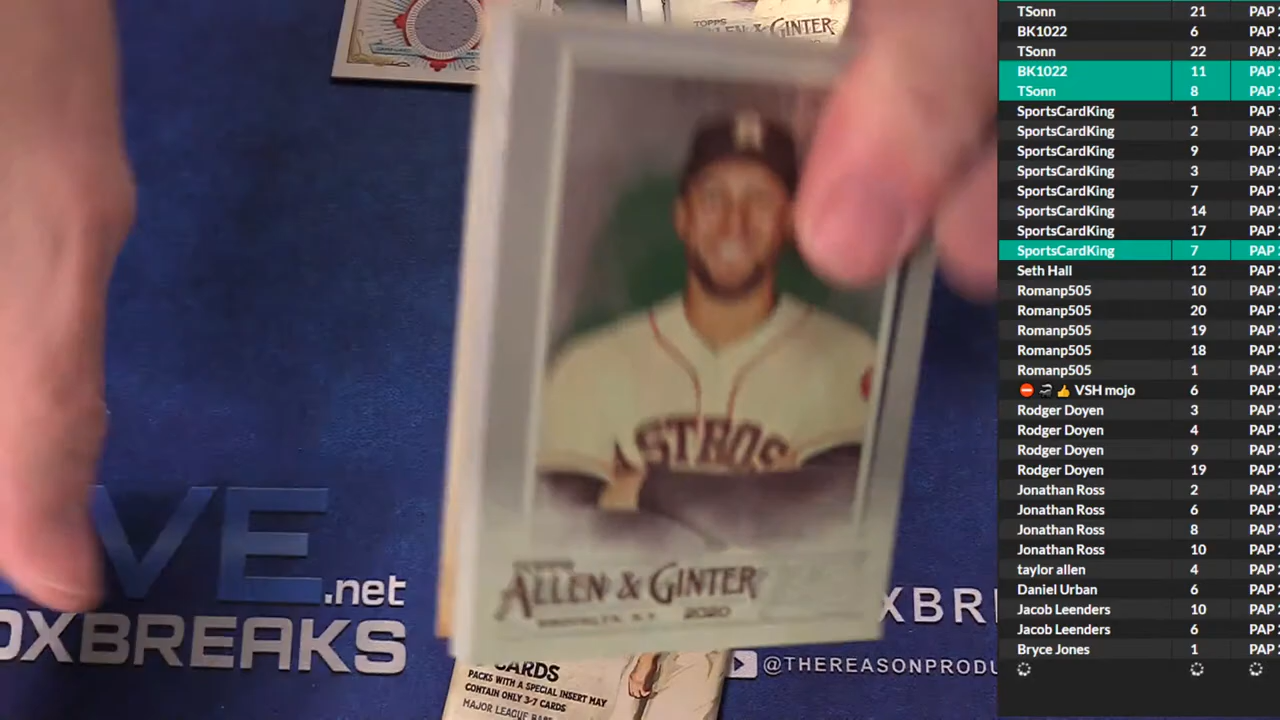 TOPPS
ALLEN & GINTER
ASTROS
TOPPS
ALLEN & GINTER
BROOKLYN, N.Y. 2020
VE.net
OXBREAKS
XBR
@THEREASONPRODU
CARDS
PACKS WITH A SPECIAL INSERT MAY
CONTAIN ONLY 3-7 CARDS
MAJOR LEAGUE BASE
TSonn 21 PAP
BK1022 6 PAP
TSonn 22 PAP
BK1022 11 PAP
TSonn 8 PAP
SportsCardKing 1 PAP
SportsCardKing 2 PAP
SportsCardKing 9 PAP
SportsCardKing 3 PAP
SportsCardKing 7 PAP
SportsCardKing 14 PAP
SportsCardKing 17 PAP
SportsCardKing 7 PAP
Seth Hall 12 PAP
Romanp505 10 PAP
Romanp505 20 PAP
Romanp505 19 PAP
Romanp505 18 PAP
Romanp505 1 PAP
⛔ 👍 VSH mojo 6 PAP
Rodger Doyen 3 PAP
Rodger Doyen 4 PAP
Rodger Doyen 9 PAP
Rodger Doyen 19 PAP
Jonathan Ross 2 PAP
Jonathan Ross 6 PAP
Jonathan Ross 8 PAP
Jonathan Ross 10 PAP
taylor allen 4 PAP
Daniel Urban 6 PAP
Jacob Leenders 10 PAP
Jacob Leenders 6 PAP
Bryce Jones 1 PAP